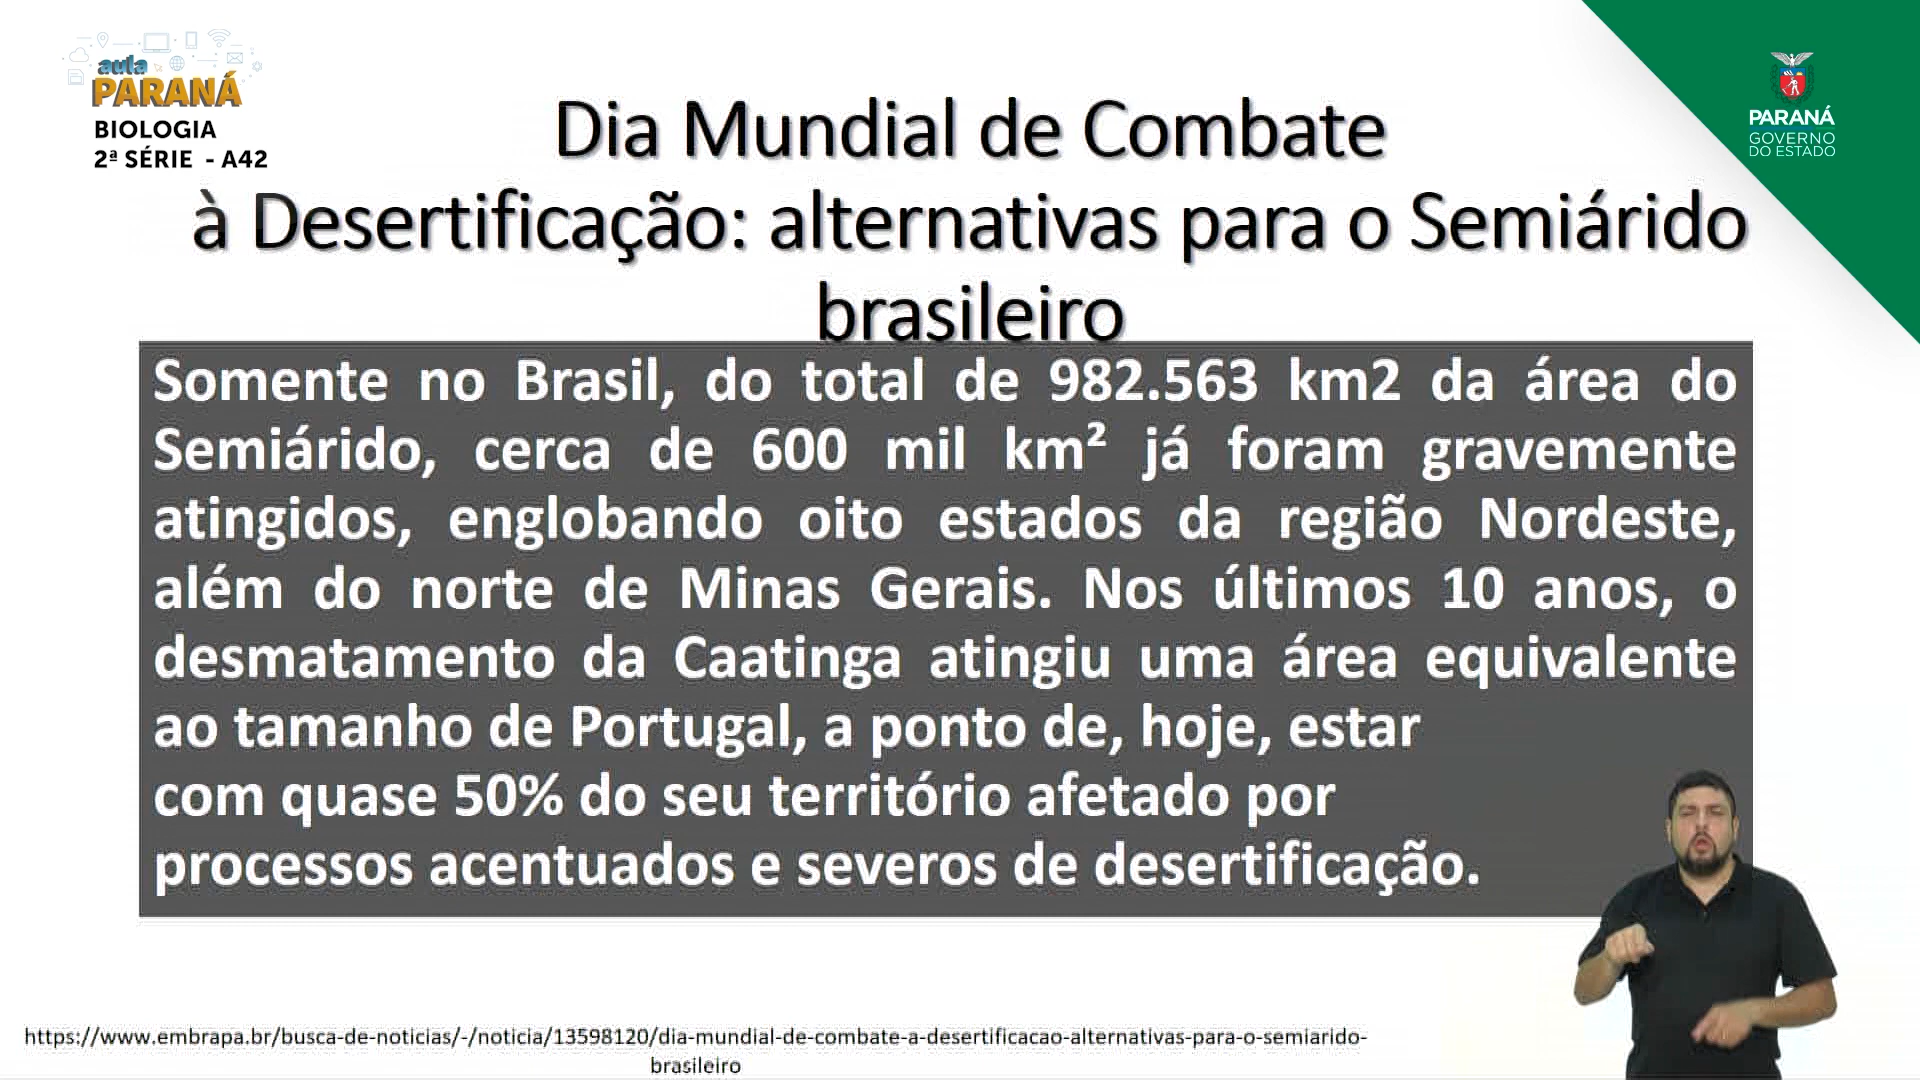 aula
PARANÁ
BIOLOGIA
2ª SÉRIE - A42
PARANÁ
GOVERNO
DO ESTADO
Dia Mundial de Combate
à Desertificação: alternativas para o Semiárido
brasileiro
Somente no Brasil, do total de 982.563 km2 da área do
Semiárido, cerca de 600 mil km² já foram gravemente
atingidos, englobando oito estados da região Nordeste,
além do norte de Minas Gerais. Nos últimos 10 anos, o
desmatamento da Caatinga atingiu uma área equivalente
ao tamanho de Portugal, a ponto de, hoje, estar
com quase 50% do seu território afetado por
processos acentuados e severos de desertificação.
https://www.embrapa.br/busca-de-noticias/-/noticia/13598120/dia-mundial-de-combate-a-desertificacao-alternativas-para-o-semiarido-
brasileiro